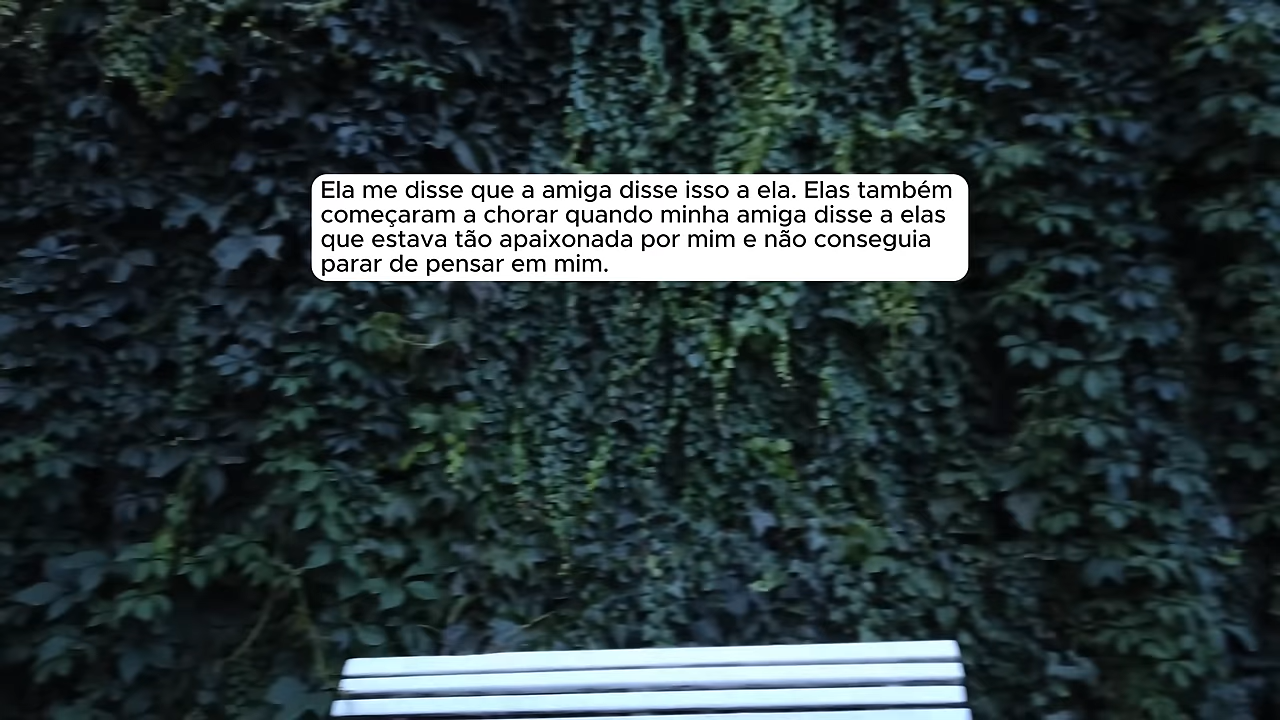 Ela me disse que a amiga disse isso a ela. Elas também
começaram a chorar quando minha amiga disse a elas
que estava tão apaixonada por mim e não conseguia
parar de pensar em mim.